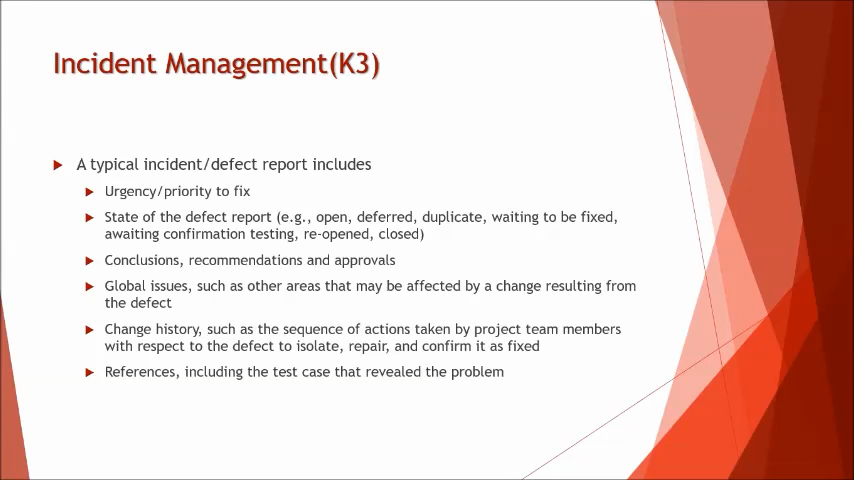 Incident Management(K3)
A typical incident/defect report includes
Urgency/priority to fix
State of the defect report (e.g., open, deferred, duplicate, waiting to be fixed,
awaiting confirmation testing, re-opened, closed)
Conclusions, recommendations and approvals
Global issues, such as other areas that may be affected by a change resulting from
the defect
Change history, such as the sequence of actions taken by project team members
with respect to the defect to isolate, repair, and confirm it as fixed
References, including the test case that revealed the problem